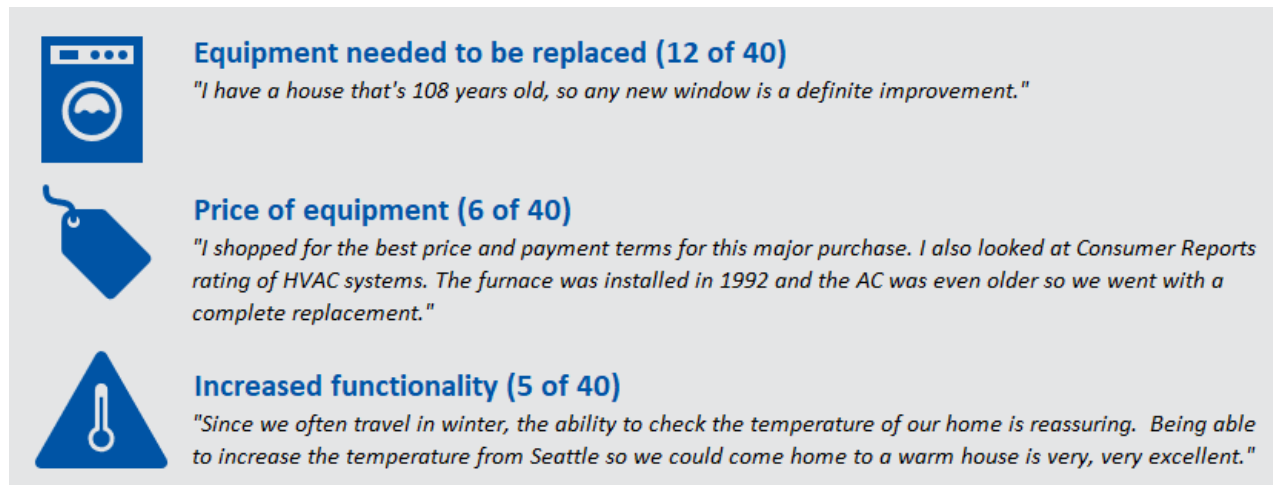 Equipment needed to be replaced (12 of 40)
"I have a house that's 108 years old, so any new window is a definite improvement."
Price of equipment (6 of 40)
"I shopped for the best price and payment terms for this major purchase. I also looked at Consumer Reports
rating of HVAC systems. The furnace was installed in 1992 and the AC was even older so we went with a
complete replacement."
Increased functionality (5 of 40)
"Since we often travel in winter, the ability to check the temperature of our home is reassuring.  Being able
to increase the temperature from Seattle so we could come home to a warm house is very, very excellent."